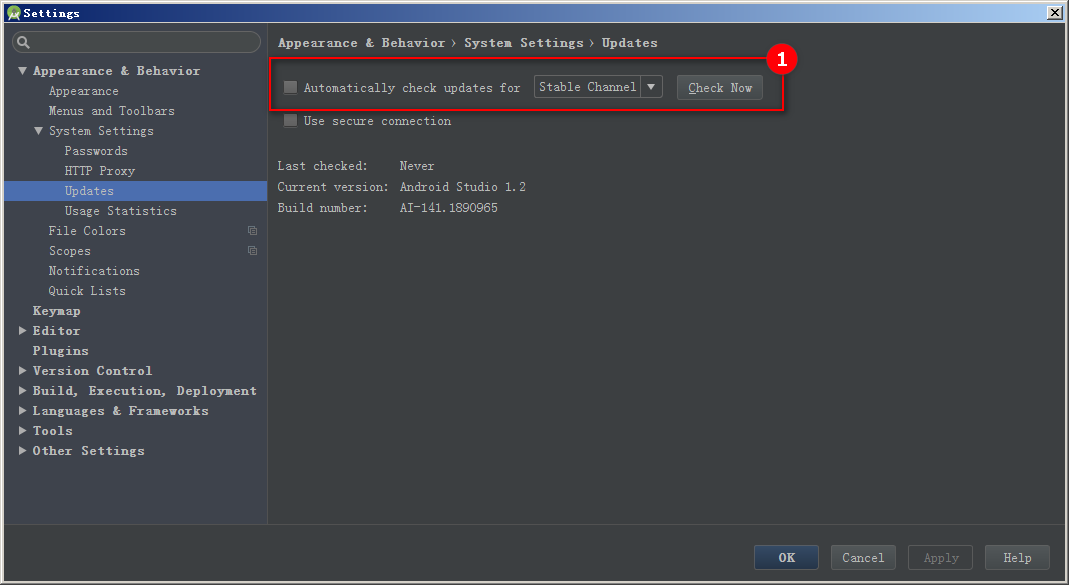 Settings
Appearance & Behavior
Appearance
Menus and Toolbars
System Settings
Passwords
HTTP Proxy
Updates
Usage Statistics
File Colors
Scopes
Notifications
Quick Lists
Keymap
Editor
Plugins
Version Control
Build, Execution, Deployment
Languages & Frameworks
Tools
Other Settings
Appearance & Behavior › System Settings › Updates
1
Automatically check updates for Stable Channel Check Now
Use secure connection
Last checked: Never
Current version: Android Studio 1.2
Build number: AI-141.1890965
OK Cancel Apply Help